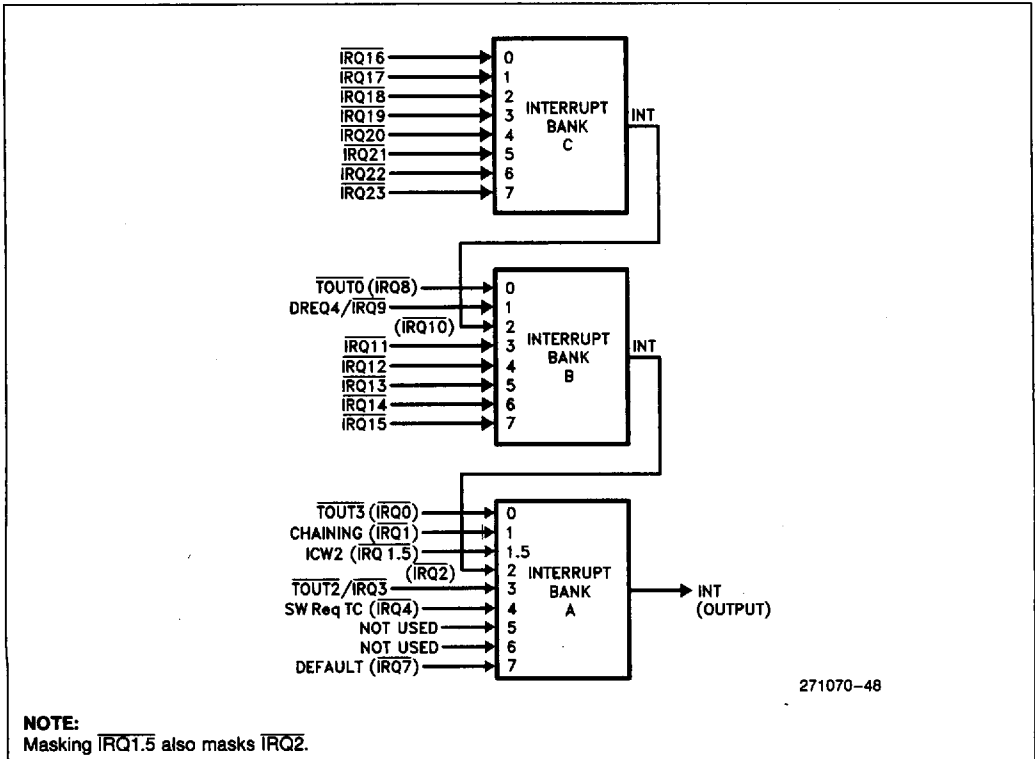 IRQ16 0
IRQ17 1
IRQ18 2
IRQ19 3
IRQ20 4
IRQ21 5
IRQ22 6
IRQ23 7
INTERRUPT
BANK
C
INT
TOUT0 (IRQ8) 0
DREQ4/IRQ9 1
(IRQ10) 2
IRQ11 3
IRQ12 4
IRQ13 5
IRQ14 6
IRQ15 7
INTERRUPT
BANK
B
INT
TOUT3 (IRQ0) 0
CHAINING (IRQ1) 1
ICW2 (IRQ 1.5) 1.5
(IRQ2) 2
TOUT2/IRQ3 3
SW Req TC (IRQ4) 4
NOT USED 5
NOT USED 6
DEFAULT (IRQ7) 7
INTERRUPT
BANK
A
INT
(OUTPUT)
271070-48
NOTE:
Masking IRQ1.5 also masks IRQ2.